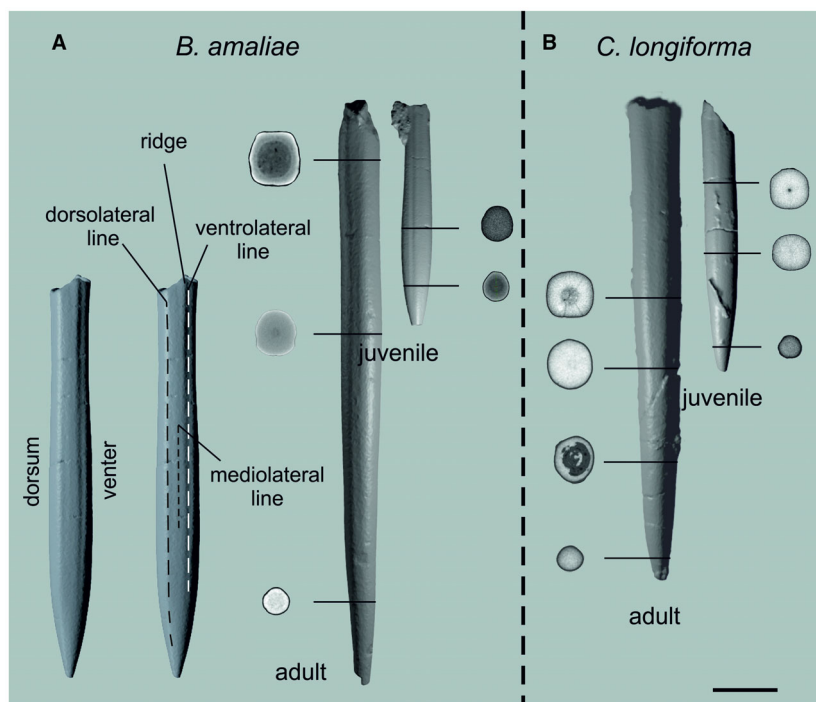 A
B. amaliae
ridge
dorsolateral
line
ventrolateral
line
dorsum
venter
mediolateral
line
juvenile
adult
B
C. longiforma
juvenile
adult